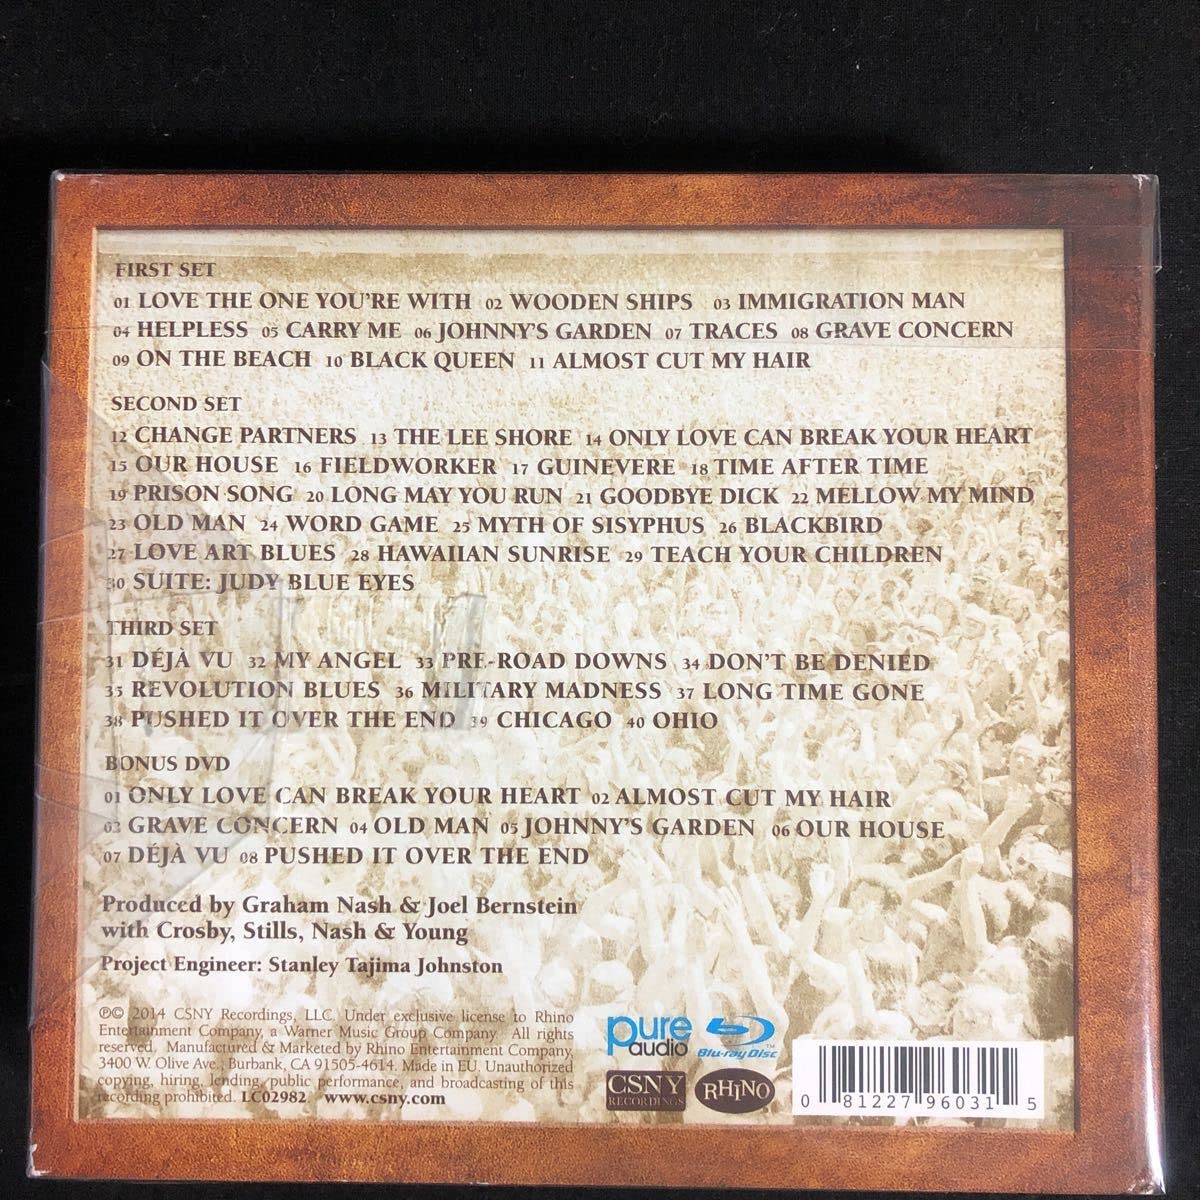 FIRST SET
01 LOVE THE ONE YOU'RE WITH 02 WOODEN SHIPS 03 IMMIGRATION MAN
04 HELPLESS 05 CARRY ME 06 JOHNNY'S GARDEN 07 TRACES 08 GRAVE CONCERN
09 ON THE BEACH 10 BLACK QUEEN 11 ALMOST CUT MY HAIR
SECOND SET
12 CHANGE PARTNERS 13 THE LEE SHORE 14 ONLY LOVE CAN BREAK YOUR HEART
15 OUR HOUSE 16 FIELDWORKER 17 GUINEVERE 18 TIME AFTER TIME
19 PRISON SONG 20 LONG MAY YOU RUN 21 GOODBYE DICK 22 MELLOW MY MIND
23 OLD MAN 24 WORD GAME 25 MYTH OF SISYPHUS 26 BLACKBIRD
27 LOVE ART BLUES 28 HAWAIIAN SUNRISE 29 TEACH YOUR CHILDREN
30 SUITE: JUDY BLUE EYES
THIRD SET
31 DÉJÀ VU 32 MY ANGEL 33 PRE-ROAD DOWNS 34 DON'T BE DENIED
35 REVOLUTION BLUES 36 MILITARY MADNESS 37 LONG TIME GONE
38 PUSHED IT OVER THE END 39 CHICAGO 40 OHIO
BONUS DVD
01 ONLY LOVE CAN BREAK YOUR HEART 02 ALMOST CUT MY HAIR
03 GRAVE CONCERN 04 OLD MAN 05 JOHNNY'S GARDEN 06 OUR HOUSE
07 DÉJÀ VU 08 PUSHED IT OVER THE END
Produced by Graham Nash & Joel Bernstein
with Crosby, Stills, Nash & Young
Project Engineer: Stanley Tajima Johnston
℗© 2014 CSNY Recordings, LLC. Under exclusive license to Rhino
Entertainment Company, a Warner Music Group Company. All rights
reserved. Manufactured & Marketed by Rhino Entertainment Company,
3400 W. Olive Ave., Burbank, CA 91505-4614. Made in EU. Unauthorized
copying, hiring, lending, public performance, and broadcasting of this
recording prohibited. LC02982 www.csny.com
pure
audio
Blu-ray Disc™
CSNY
RECORDINGS
RHINO
0 81227 96031 5